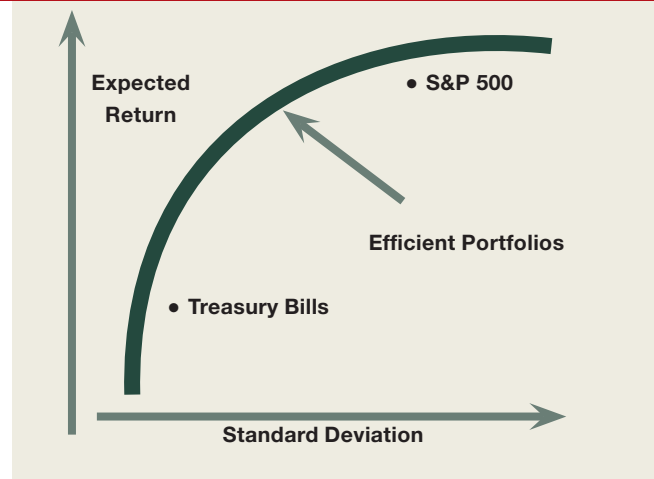 Expected
Return
• S&P 500
Efficient Portfolios
• Treasury Bills
Standard Deviation